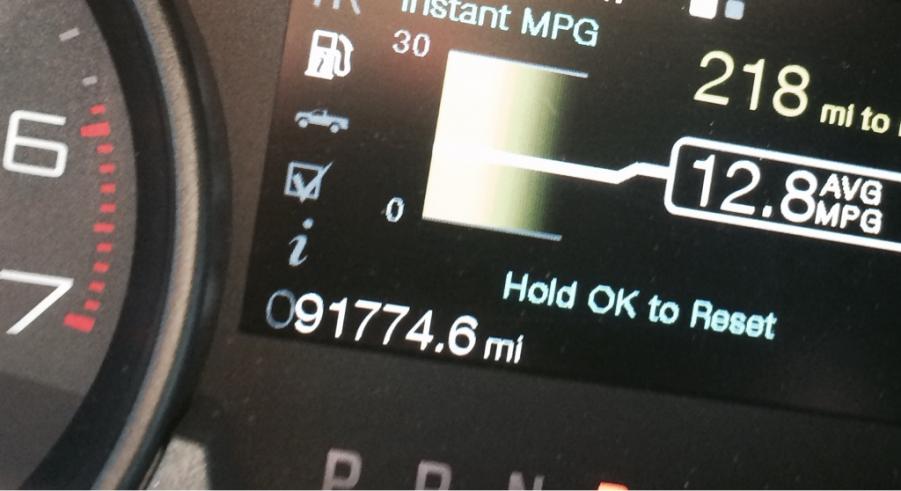 Instant MPG
30
218 mi to
6
12.8 AVG MPG
0
i
Hold OK to Reset
7
091774.6 mi
P R N